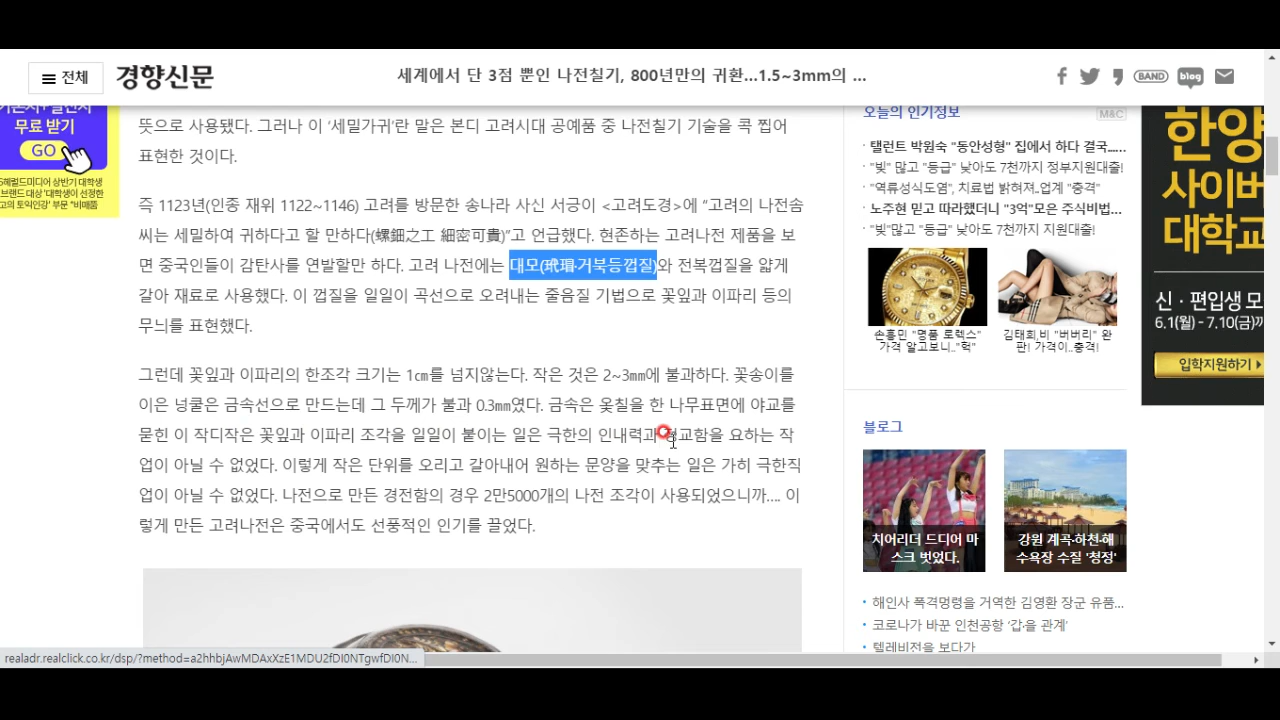 전체
경향신문
세계에서 단 3점 뿐인 나전칠기, 800년만의 귀환...1.5~3mm의 ...
BAND
blog
무료 받기
GO
뜻으로 사용됐다. 그러나 이 ‘세밀가귀’란 말은 본디 고려시대 공예품 중 나전칠기 기술을 콕 찝어
표현한 것이다.
즉 1123년(인종 재위 1122~1146) 고려를 방문한 송나라 사신 서긍이 <고려도경>에 “고려의 나전솜
씨는 세밀하여 귀하다고 할 만하다(螺鈿之工 細密可貴)”고 언급했다. 현존하는 고려나전 제품을 보
면 중국인들이 감탄사를 연발할만 하다. 고려 나전에는 대모(玳瑁·거북등껍질)와 전복껍질을 얇게
갈아 재료로 사용했다. 이 껍질을 일일이 곡선으로 오려내는 줄음질 기법으로 꽃잎과 이파리 등의
무늬를 표현했다.
그런데 꽃잎과 이파리의 한조각 크기는 1㎝를 넘지않는다. 작은 것은 2~3㎜에 불과하다. 꽃송이를
이은 넝쿨은 금속선으로 만드는데 그 두께가 불과 0.3㎜였다. 금속은 옻칠을 한 나무표면에 아교를
묻힌 이 작디작은 꽃잎과 이파리 조각을 일일이 붙이는 일은 극한의 인내력과 정교함을 요하는 작
업이 아닐 수 없었다. 이렇게 작은 단위를 오리고 갈아내어 원하는 문양을 맞추는 일은 가히 극한직
업이 아닐 수 없었다. 나전으로 만든 경전함의 경우 2만5000개의 나전 조각이 사용되었으니까.... 이
렇게 만든 고려나전은 중국에서도 선풍적인 인기를 끌었다.
오늘의 인기정보
M&C
탤런트 박원숙 "동안성형" 집에서 하다 결국......
"빚" 많고 "등급" 낮아도 7천까지 정부지원대출!
"역류성식도염", 치료법 밝혀져..업계 "충격"
노주현 믿고 따라했더니 "3억"모은 주식비법...
"빚"많고 "등급" 낮아도 7천까지 지원대출!
손흥민 "명품 로렉스"
가격 알고보니.."헉"
김태희,비 "버버리" 완
판! 가격이..충격!
블로그
치어리더 드디어 마
스크 벗었다.
강원 계곡·하천·해
수욕장 수질 '청정'
해인사 폭격명령을 거역한 김영환 장군 유품...
코로나가 바꾼 인천공항 ‘갑·을 관계’
텔레비전을 보다가
한양
사이버
대학교
신 · 편입생 모
6.1(월) - 7.10(금)
입학지원하기
realadr.realclick.co.kr/dsp/?method=a2hhbjAwMDAxXzE1MDU2fDI0NTgwfDI0N...